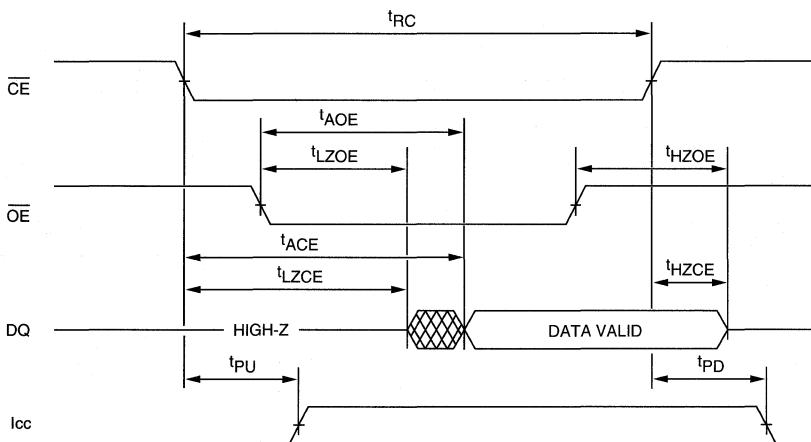 tRC
CE
tAOE
tLZOE
tHZOE
OE
tACE
tLZCE
tHZCE
DQ
HIGH-Z
DATA VALID
tPU
tPD
Icc